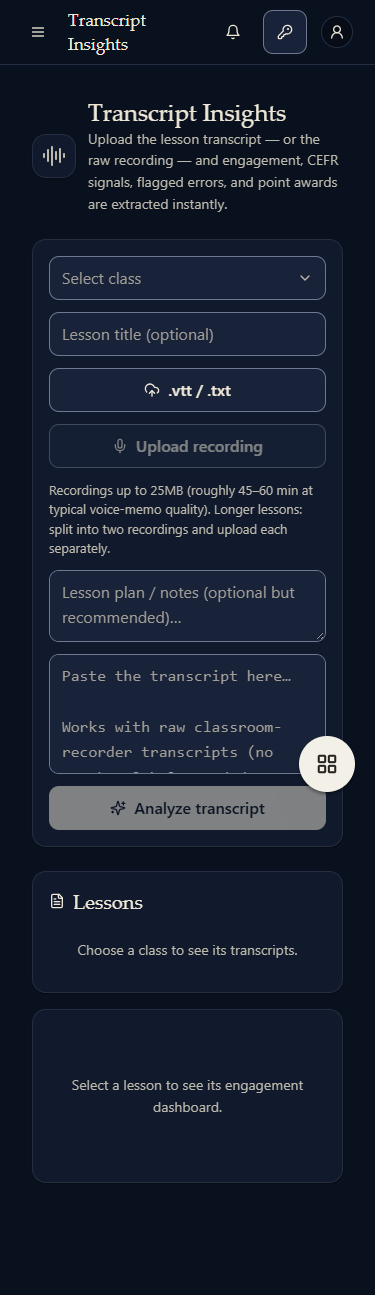 Transcript
Insights
Transcript Insights
Upload the lesson transcript — or the
raw recording — and engagement, CEFR
signals, flagged errors, and point awards
are extracted instantly.
Select class
Lesson title (optional)
.vtt / .txt
Upload recording
Recordings up to 25MB (roughly 45–60 min at
typical voice-memo quality). Longer lessons:
split into two recordings and upload each
separately.
Lesson plan / notes (optional but
recommended)…
Paste the transcript here…
Works with raw classroom-
recorder transcripts (no
Analyze transcript
Lessons
Choose a class to see its transcripts.
Select a lesson to see its engagement
dashboard.